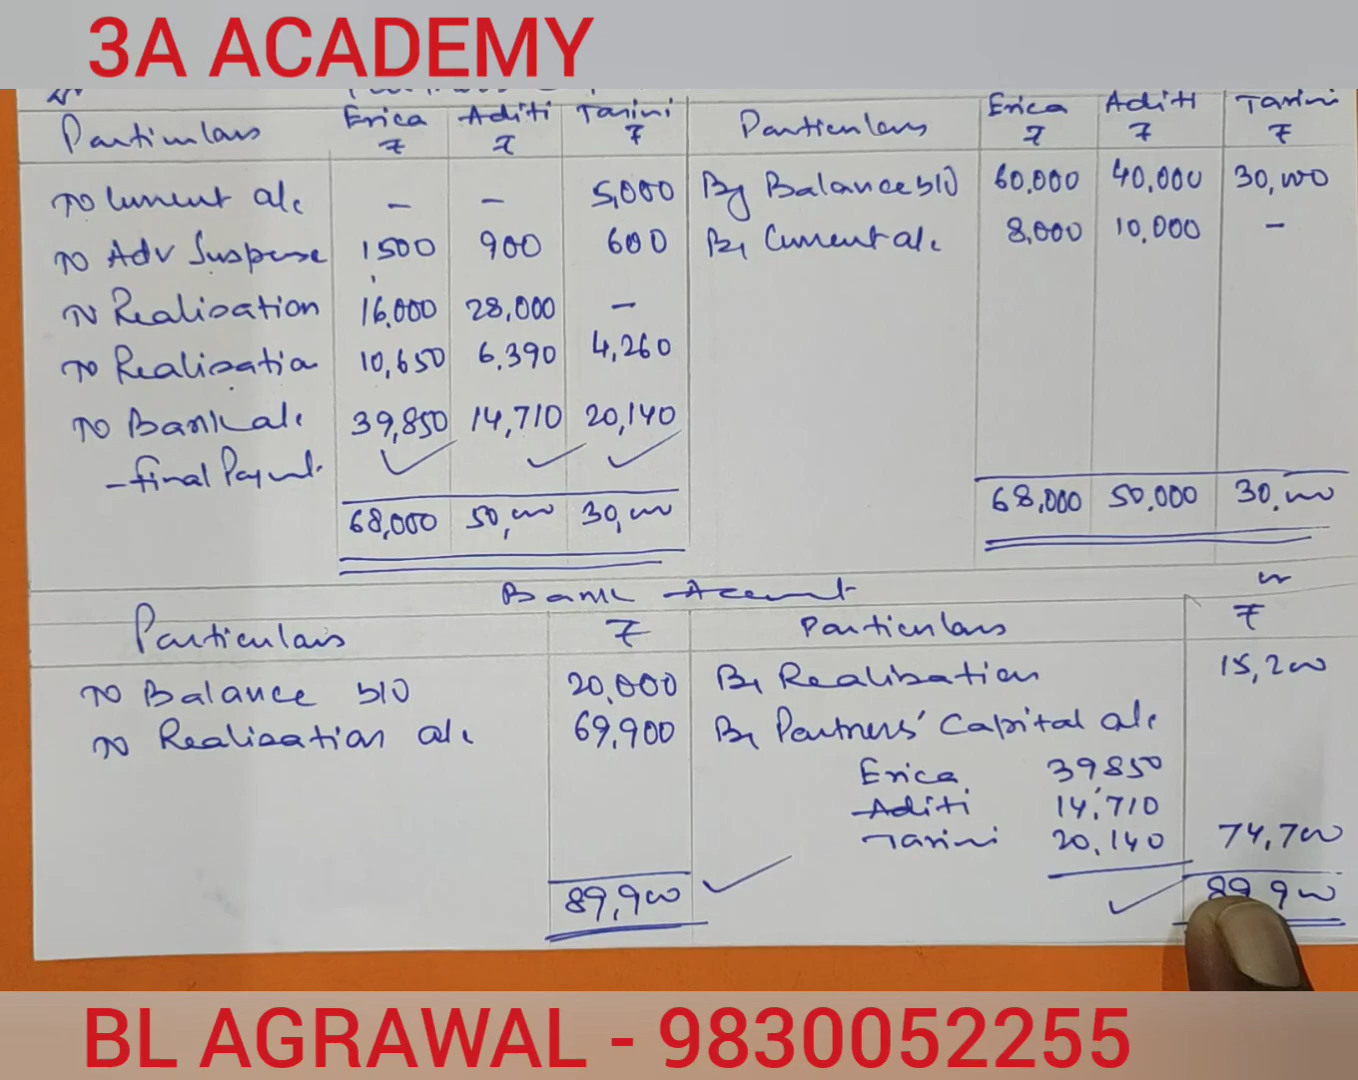 3A ACADEMY
Particulars Erica Aditi Tarini Particulars Erica Aditi Tarini
₹ ₹ ₹ ₹ ₹ ₹
To Current a/c - - 5,000 By Balance b/d 60,000 40,000 30,000
To Adv Suspense 1500 900 600 By Current a/c 8,000 10,000 -
To Realisation 16,000 28,000 -
To Realisation 10,650 6,390 4,260
To Bank a/c 39,850 14,710 20,140
- final Paymt.
68,000 50,000 30,000 68,000 50,000 30,000
Bank Account
Cr
Particulars ₹ Particulars ₹
To Balance b/d 20,000 By Realisation 15,200
To Realisation a/c 69,900 By Partners' Capital a/c
Erica 39850
Aditi 14,710
Tarini 20,140 74,700
89,900 89,900
BL AGRAWAL - 9830052255